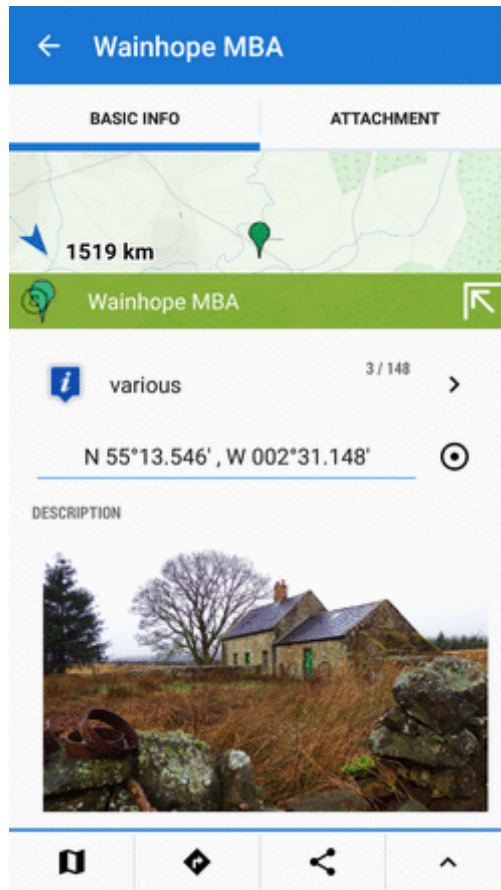 Wainhope MBA
BASIC INFO
ATTACHMENT
1519 km
Wainhope MBA
3 / 148
i various
N 55°13.546' , W 002°31.148'
DESCRIPTION